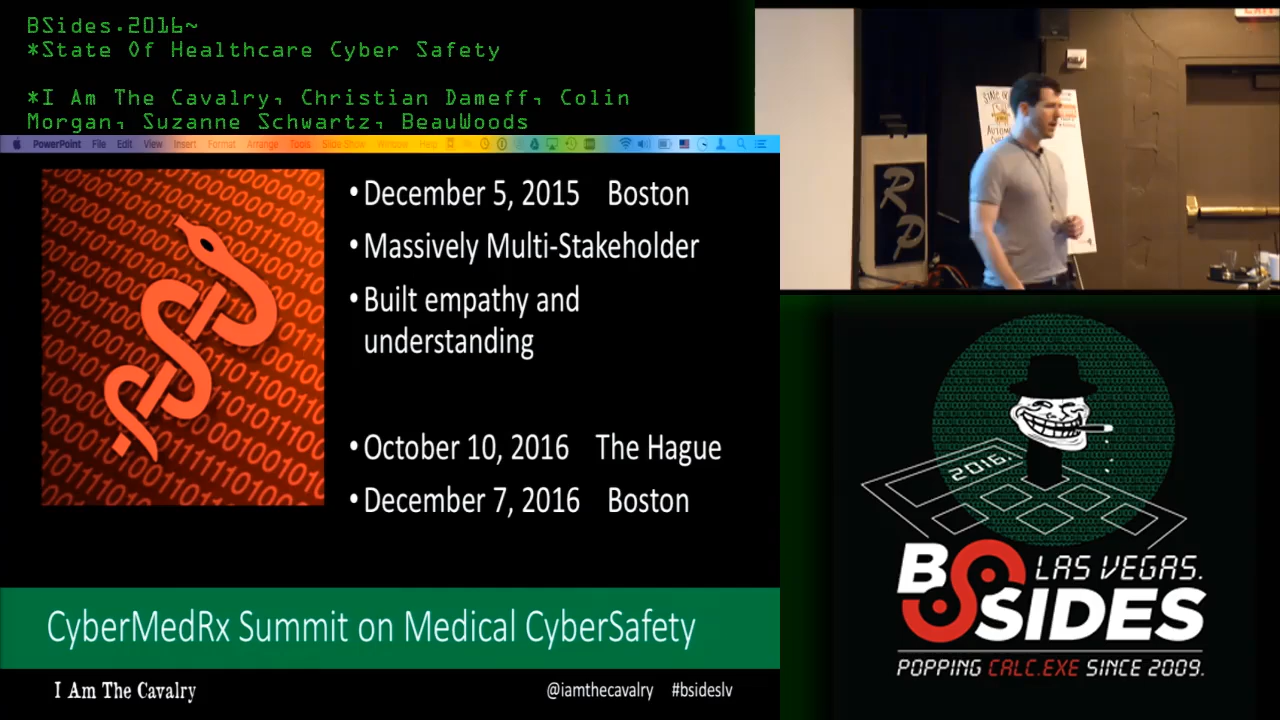 BSides.2016~
*State Of Healthcare Cyber Safety
*I Am The Cavalry, Christian Dameff, Colin
Morgan, Suzanne Schwartz, BeauWoods
PowerPoint File Edit View Insert Format Arrange Tools Slide Show Window Help
• December 5, 2015 Boston
• Massively Multi-Stakeholder
• Built empathy and
understanding
• October 10, 2016 The Hague
• December 7, 2016 Boston
CyberMedRx Summit on Medical CyberSafety
I Am The Cavalry
@iamthecavalry #bsideslv
EXIT
RP
2016.
BSIDES
LAS VEGAS.
POPPING CALC.EXE SINCE 2009.